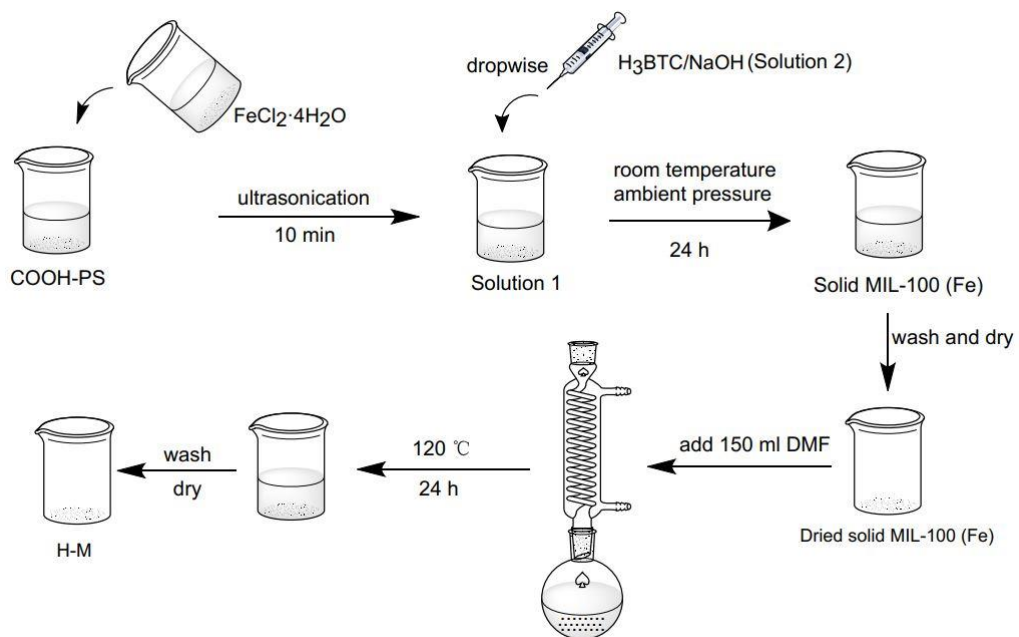 FeCl2·4H2O
COOH-PS
ultrasonication
10 min
dropwise
H3BTC/NaOH (Solution 2)
Solution 1
room temperature
ambient pressure
24 h
Solid MIL-100 (Fe)
wash and dry
Dried solid MIL-100 (Fe)
add 150 ml DMF
120 ℃
24 h
wash
dry
H-M